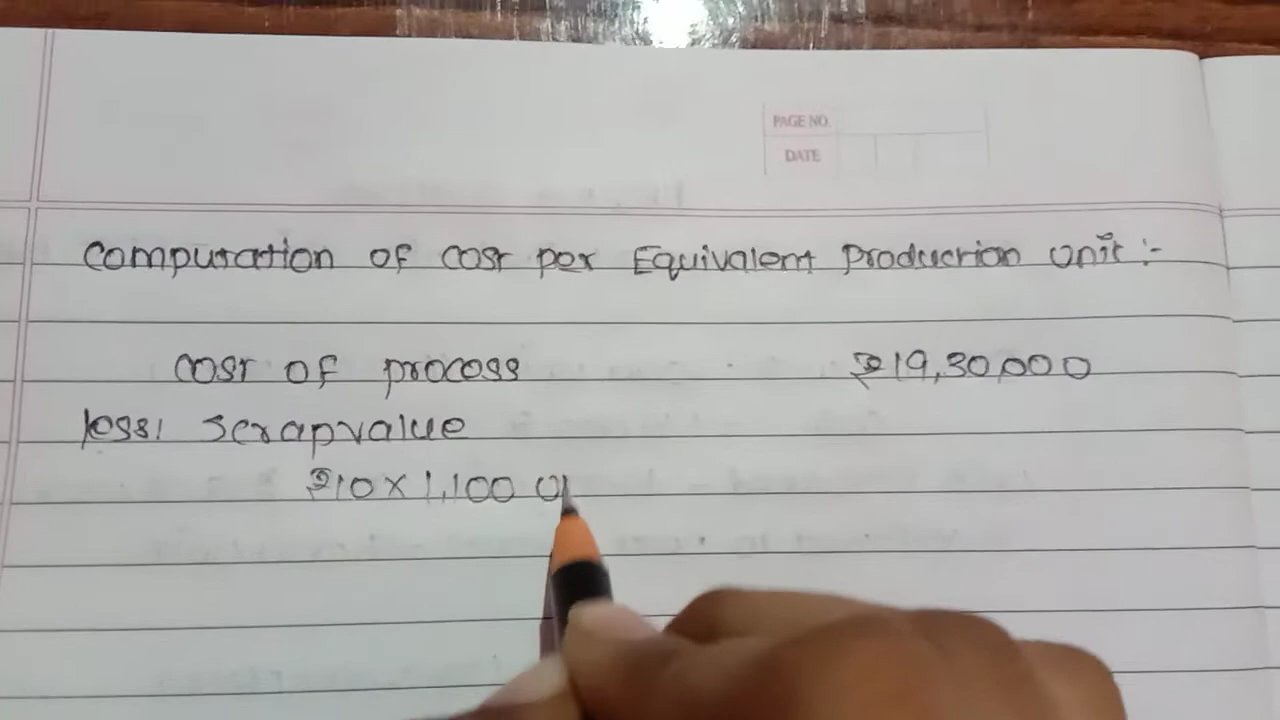 PAGE NO.
DATE
Computation of cost per Equivalent Production Unit :-
cost of process ₹19,30,000
less: scrapvalue
₹10 × 1,100 U